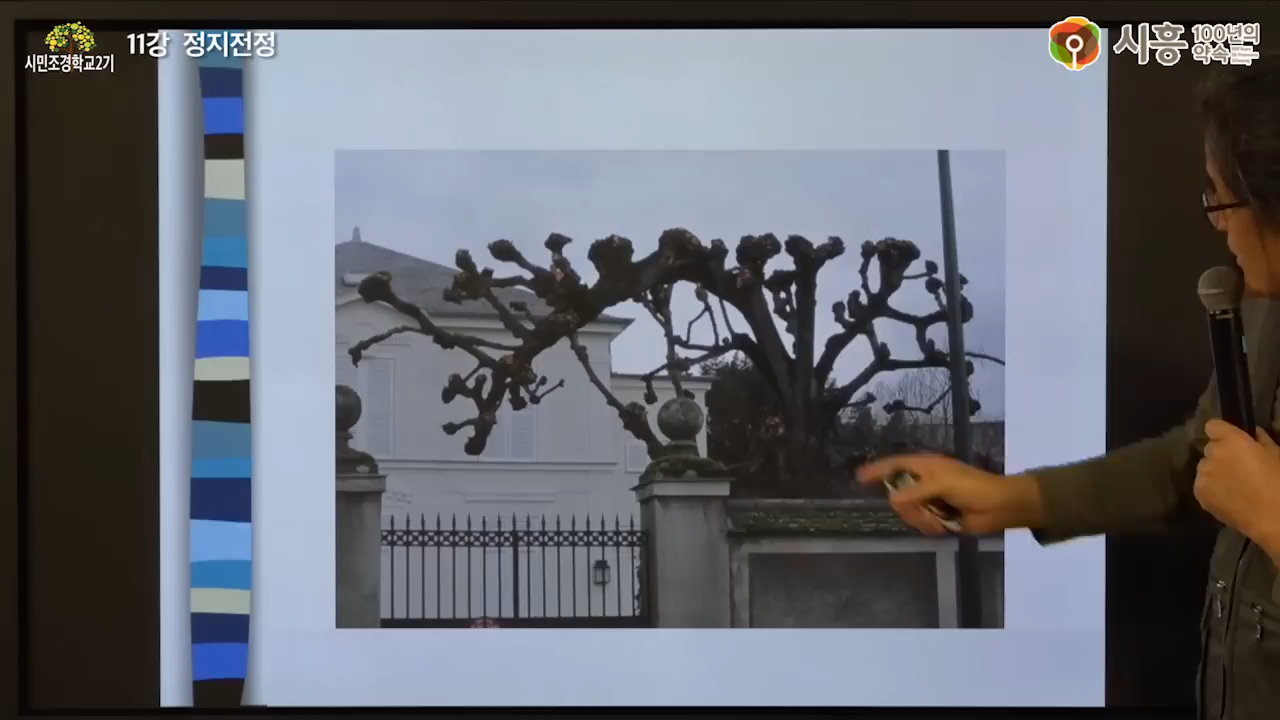 시민조경학교2기
11강 정지전정
시흥 100년의
약속